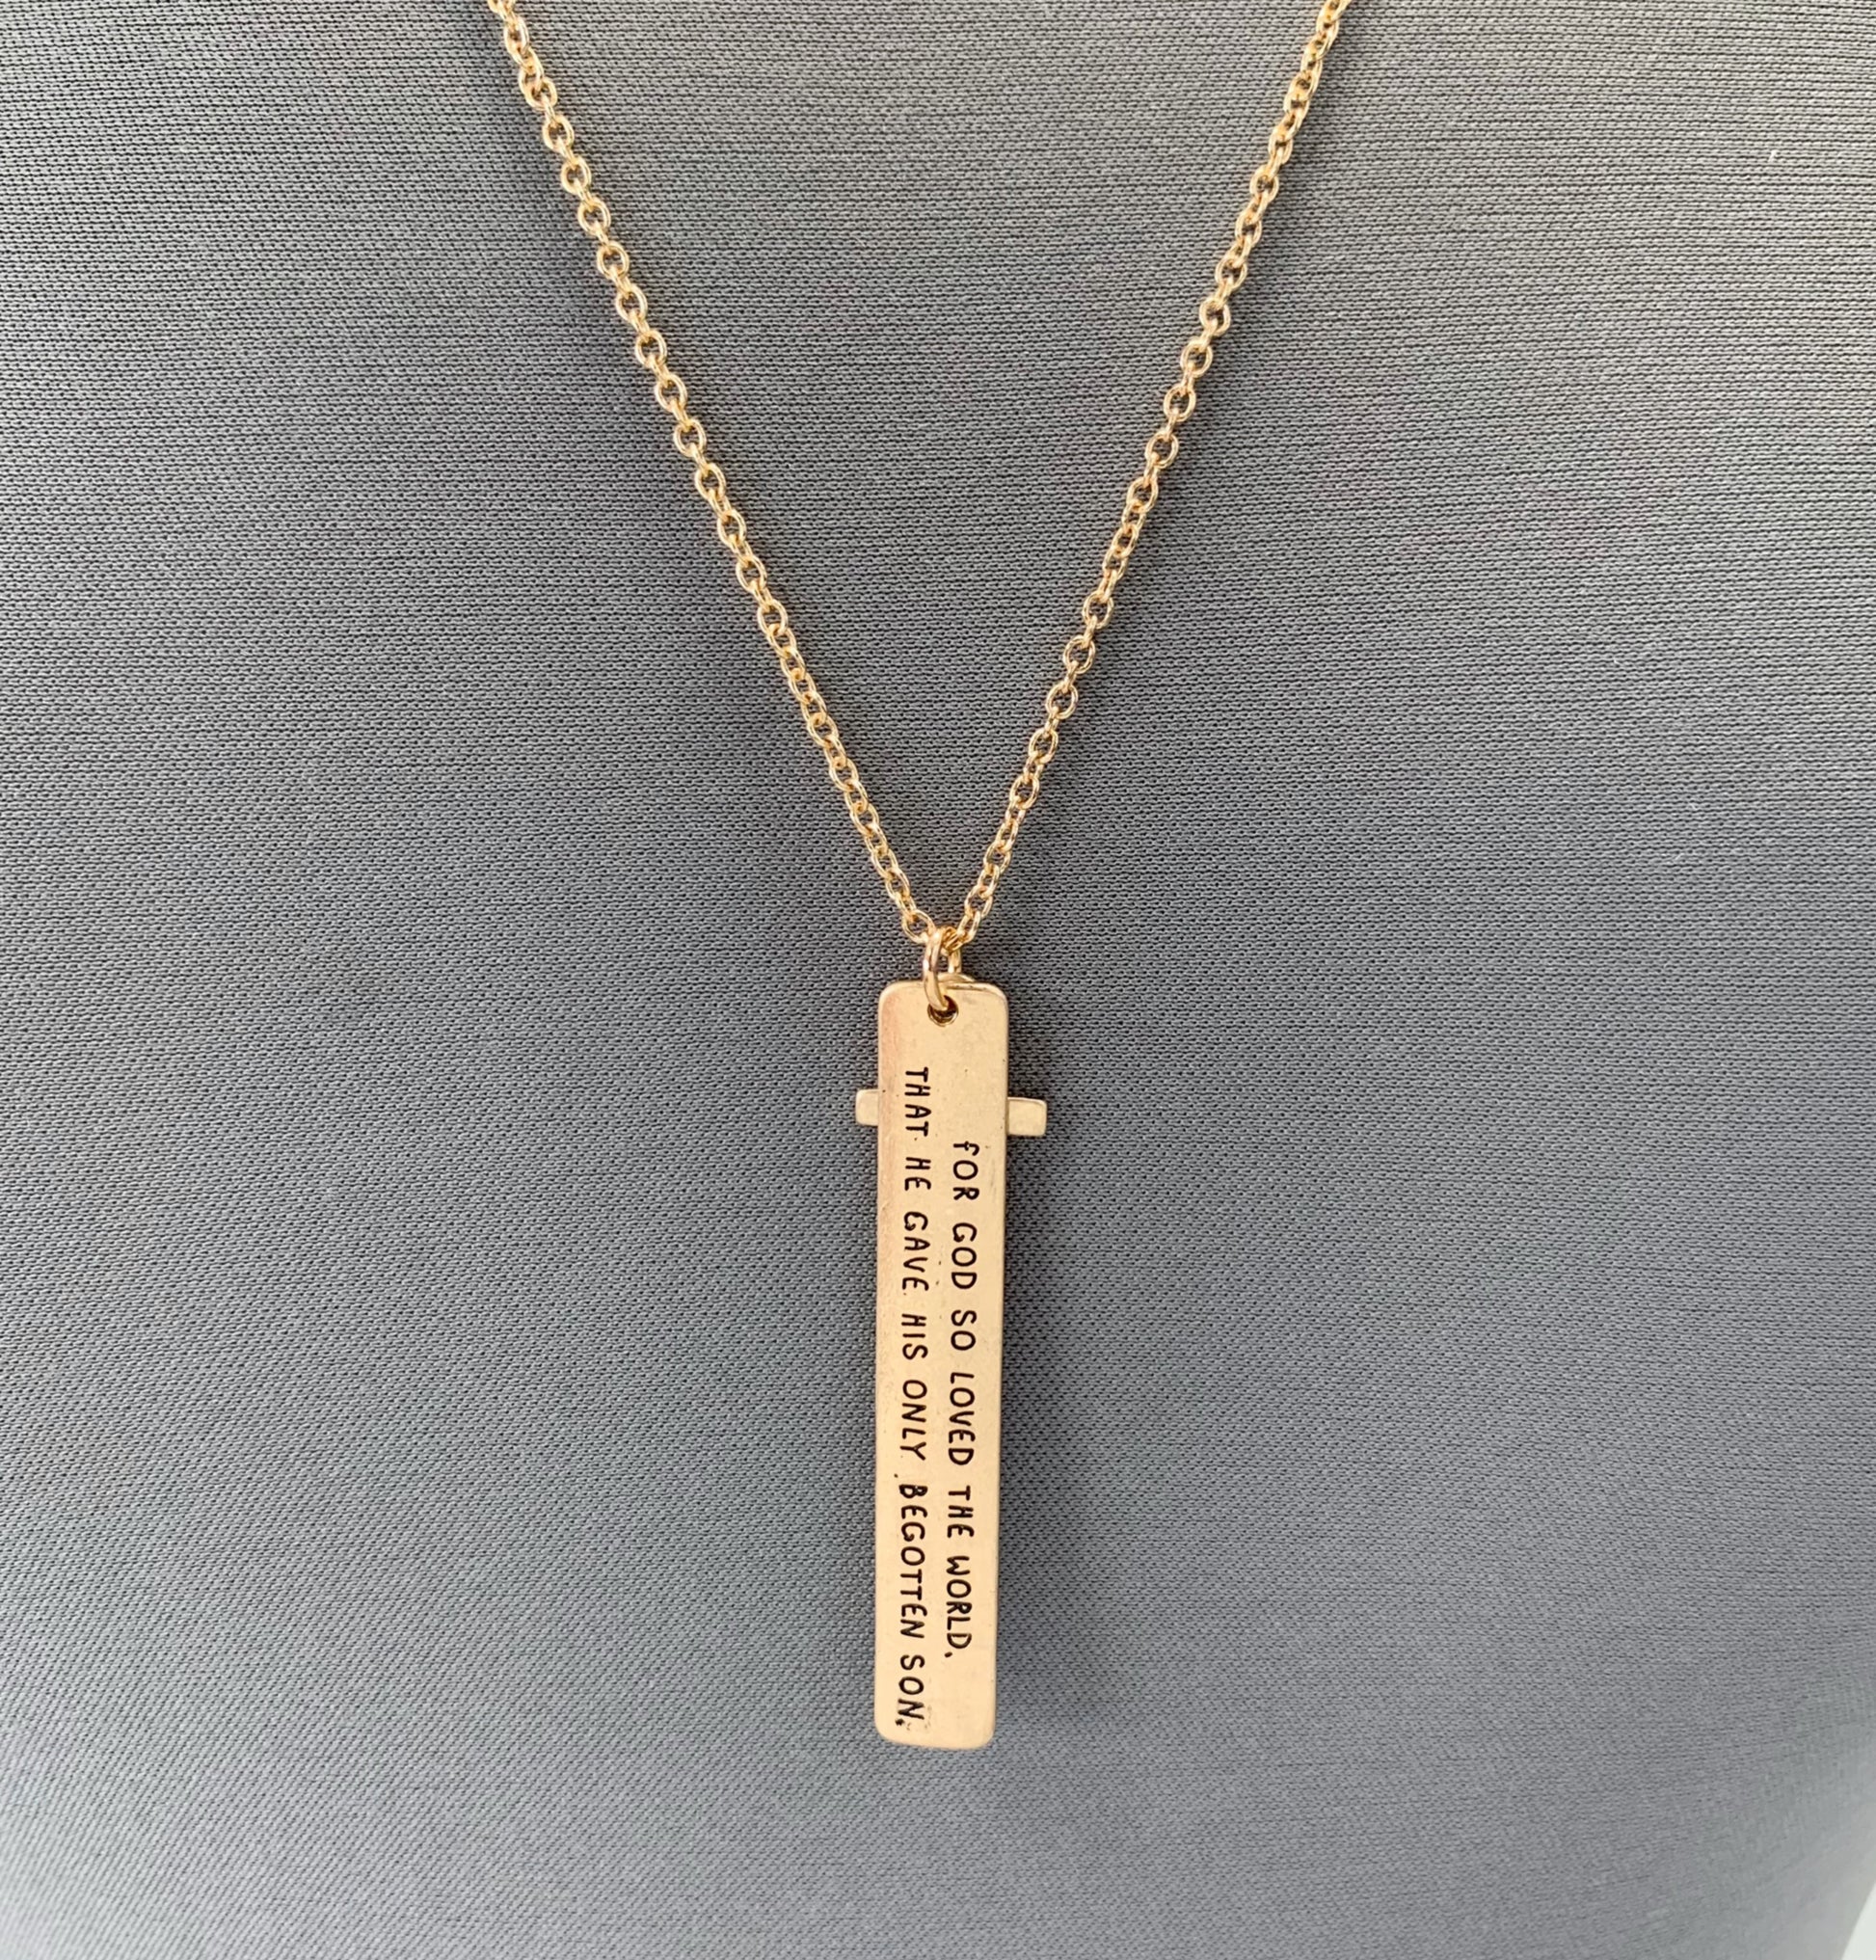 FOR GOD SO LOVED THE WORLD,
THAT HE GAVE HIS ONLY BEGOTTEN SON,